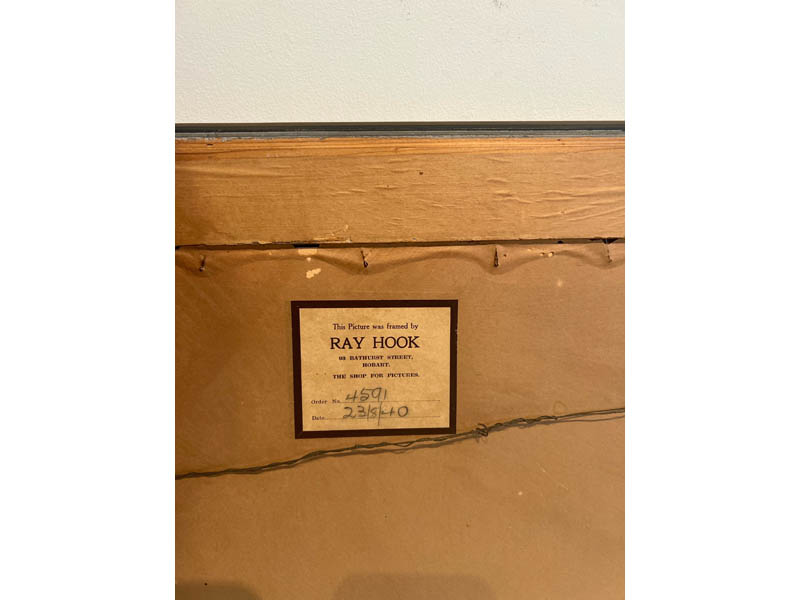 This Picture was framed by
RAY HOOK
93 BATHURST STREET,
HOBART.
THE SHOP FOR PICTURES.
Order No. 4591
Date 23/8/40